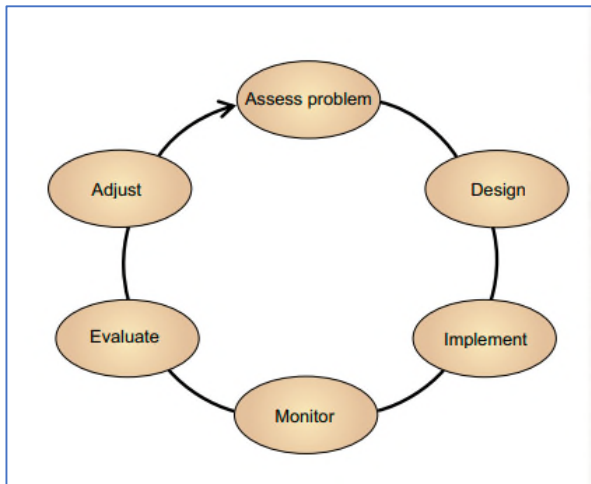 Assess problem
Design
Implement
Monitor
Evaluate
Adjust